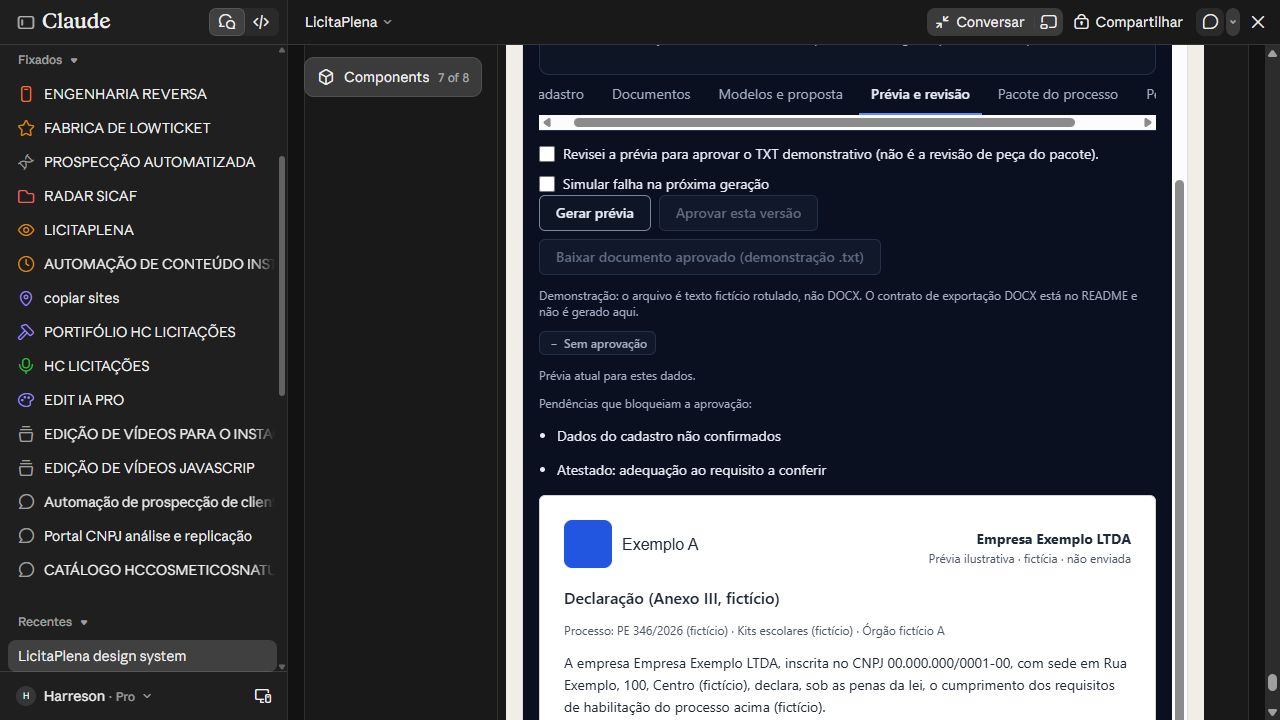 Claude
LicitaPlena
Conversar
Compartilhar
Fixados
ENGENHARIA REVERSA
FABRICA DE LOWTICKET
PROSPECÇÃO AUTOMATIZADA
RADAR SICAF
LICITAPLENA
AUTOMAÇÃO DE CONTEÚDO INST
copiar sites
PORTIFÓLIO HC LICITAÇÕES
HC LICITAÇÕES
EDIT IA PRO
EDIÇÃO DE VÍDEOS PARA O INSTA
EDIÇÃO DE VÍDEOS JAVASCRIP
Automação de prospecção de clien
Portal CNPJ análise e replicação
CATÁLOGO HCCOSMETICOSNATU
Recentes
LicitaPlena design system
H Harreson · Pro
Components 7 of 8
adastro Documentos Modelos e proposta Prévia e revisão Pacote do processo
Revisei a prévia para aprovar o TXT demonstrativo (não é a revisão de peça do pacote).
Simular falha na próxima geração
Gerar prévia Aprovar esta versão
Baixar documento aprovado (demonstração .txt)
Demonstração: o arquivo é texto fictício rotulado, não DOCX. O contrato de exportação DOCX está no README e
não é gerado aqui.
– Sem aprovação
Prévia atual para estes dados.
Pendências que bloqueiam a aprovação:
• Dados do cadastro não confirmados
• Atestado: adequação ao requisito a conferir
Exemplo A
Empresa Exemplo LTDA
Prévia ilustrativa · fictícia · não enviada
Declaração (Anexo III, fictício)
Processo: PE 346/2026 (fictício) · Kits escolares (fictício) · Órgão fictício A
A empresa Empresa Exemplo LTDA, inscrita no CNPJ 00.000.000/0001-00, com sede em Rua
Exemplo, 100, Centro (fictício), declara, sob as penas da lei, o cumprimento dos requisitos
de habilitação do processo acima (fictício).